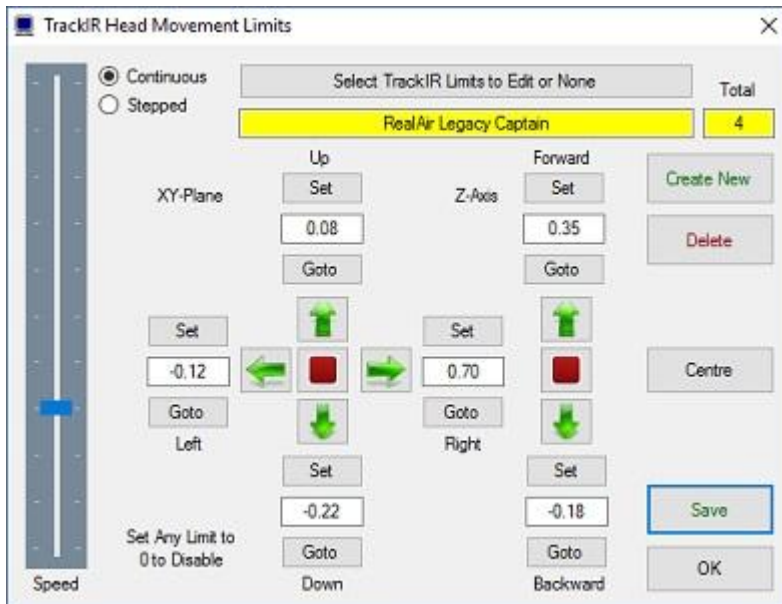 TrackIR Head Movement Limits
Continuous
Stepped
Select TrackIR Limits to Edit or None
Total
RealAir Legacy Captain
4
Up
Forward
XY-Plane
Set
Z-Axis
Set
Create New
0.08
0.35
Delete
Goto
Goto
Set
Set
-0.12
0.70
Centre
Goto
Goto
Left
Right
Set
Set
-0.22
-0.18
Save
Set Any Limit to
0 to Disable
Goto
Goto
OK
Speed
Down
Backward